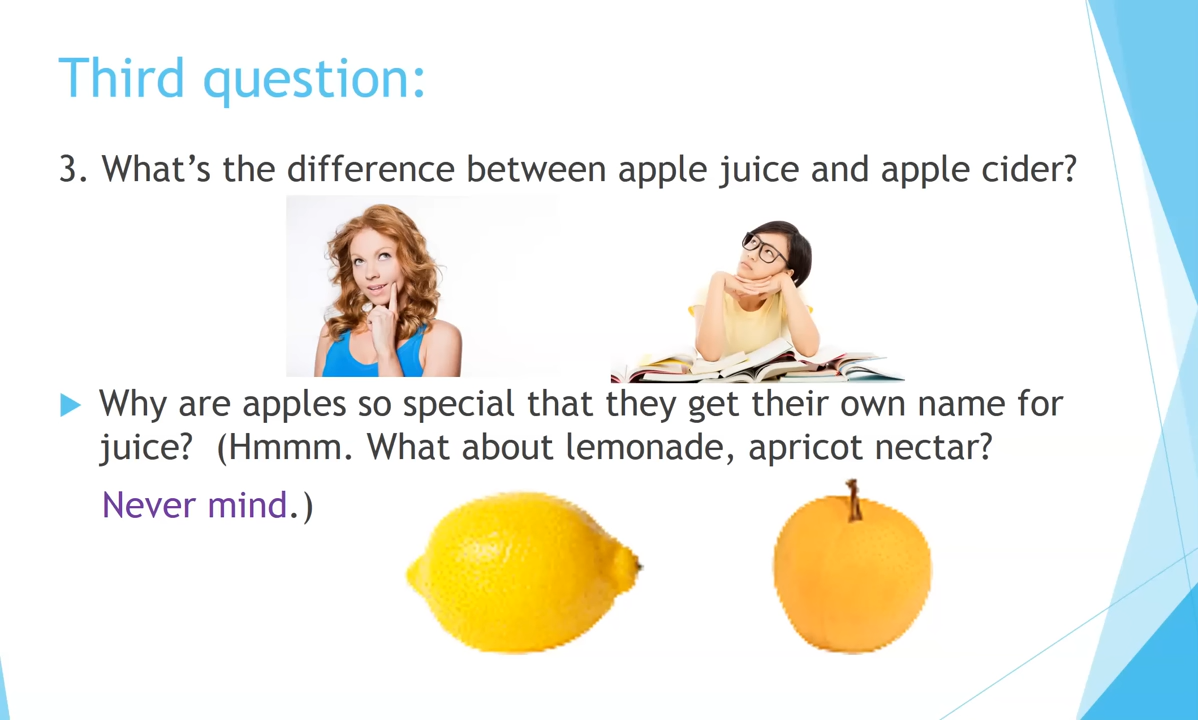 Third question:
3. What’s the difference between apple juice and apple cider?
Why are apples so special that they get their own name for
juice?  (Hmmm. What about lemonade, apricot nectar?
Never mind.)